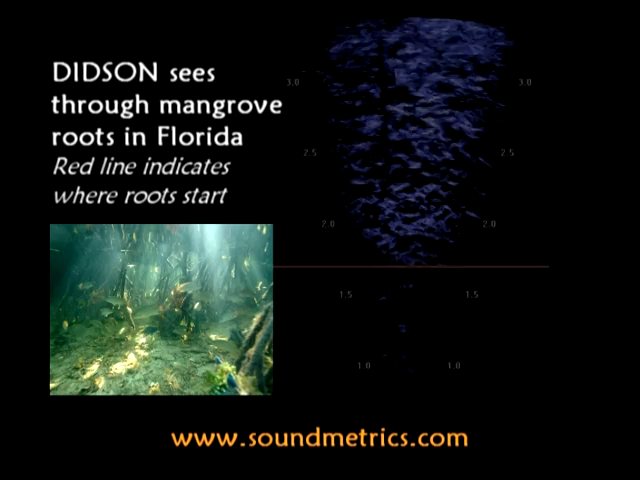 DIDSON sees
through mangrove
roots in Florida
Red line indicates
where roots start
3.0 3.0
2.5 2.5
2.0 2.0
1.5 1.5
1.0 1.0
www.soundmetrics.com